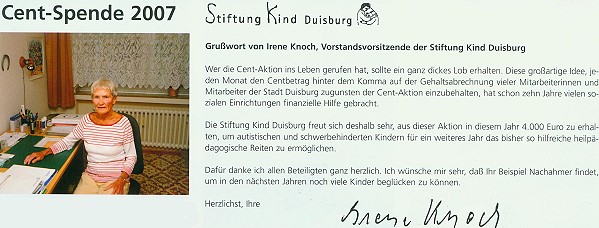 Cent-Spende 2007
Stiftung Kind Duisburg
Grußwort von Irene Knoch, Vorstandsvorsitzende der Stiftung Kind Duisburg
Wer die Cent-Aktion ins Leben gerufen hat, sollte ein ganz dickes Lob erhalten. Diese großartige Idee, je-
den Monat den Centbetrag hinter dem Komma auf der Gehaltsabrechnung vieler Mitarbeiterinnen und
Mitarbeiter der Stadt Duisburg zugunsten der Cent-Aktion einzubehalten, hat schon zehn Jahre vielen so-
zialen Einrichtungen finanzielle Hilfe gebracht.
Die Stiftung Kind Duisburg freut sich deshalb sehr, aus dieser Aktion in diesem Jahr 4.000 Euro zu erhal-
ten, um autistischen und schwerbehinderten Kindern für ein weiteres Jahr das bisher so hilfreiche heilpä-
dagogische Reiten zu ermöglichen.
Dafür danke ich allen Beteiligten ganz herzlich. Ich wünsche mir sehr, daß Ihr Beispiel Nachahmer findet,
um in den nächsten Jahren noch viele Kinder beglücken zu können.
Herzlichst, Ihre
Irene Knoch